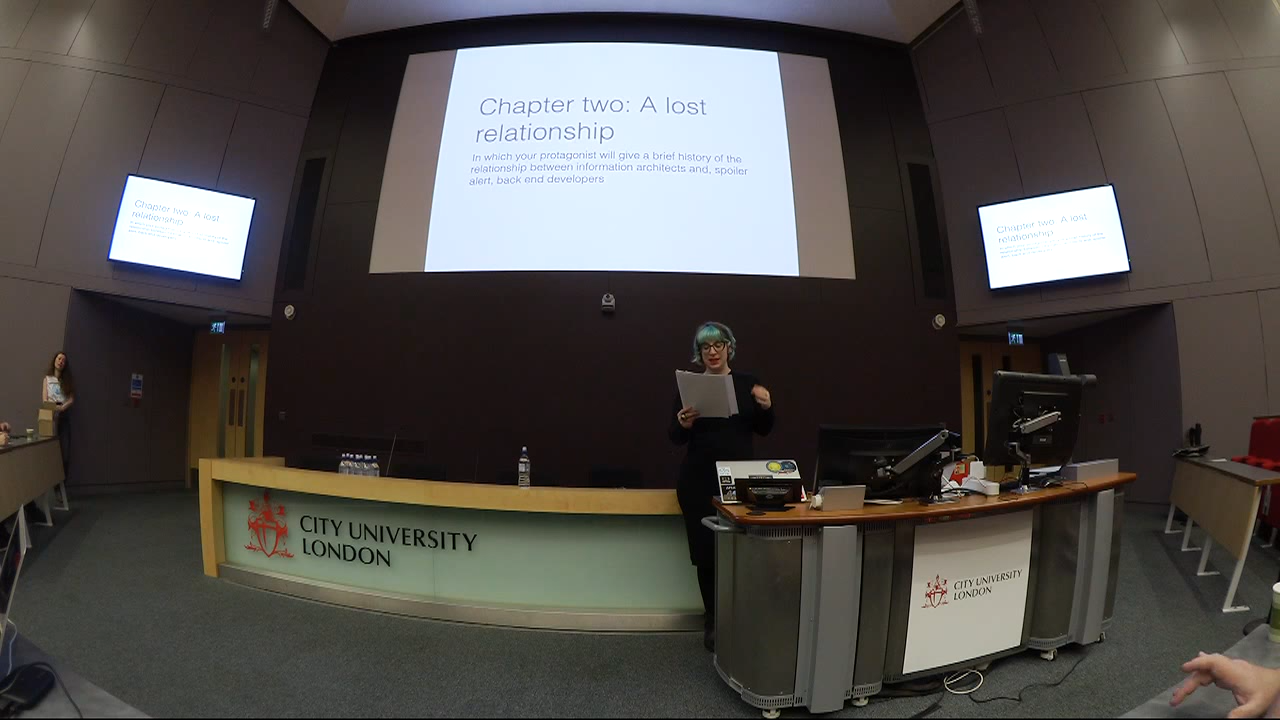 Chapter two: A lost
relationship
In which your protagonist will give a brief history of the
relationship between information architects and, spoiler
alert, back end developers
Chapter two: A lost
relationship
Chapter two: A lost
relationship
CITY UNIVERSITY
LONDON
CITY UNIVERSITY
LONDON